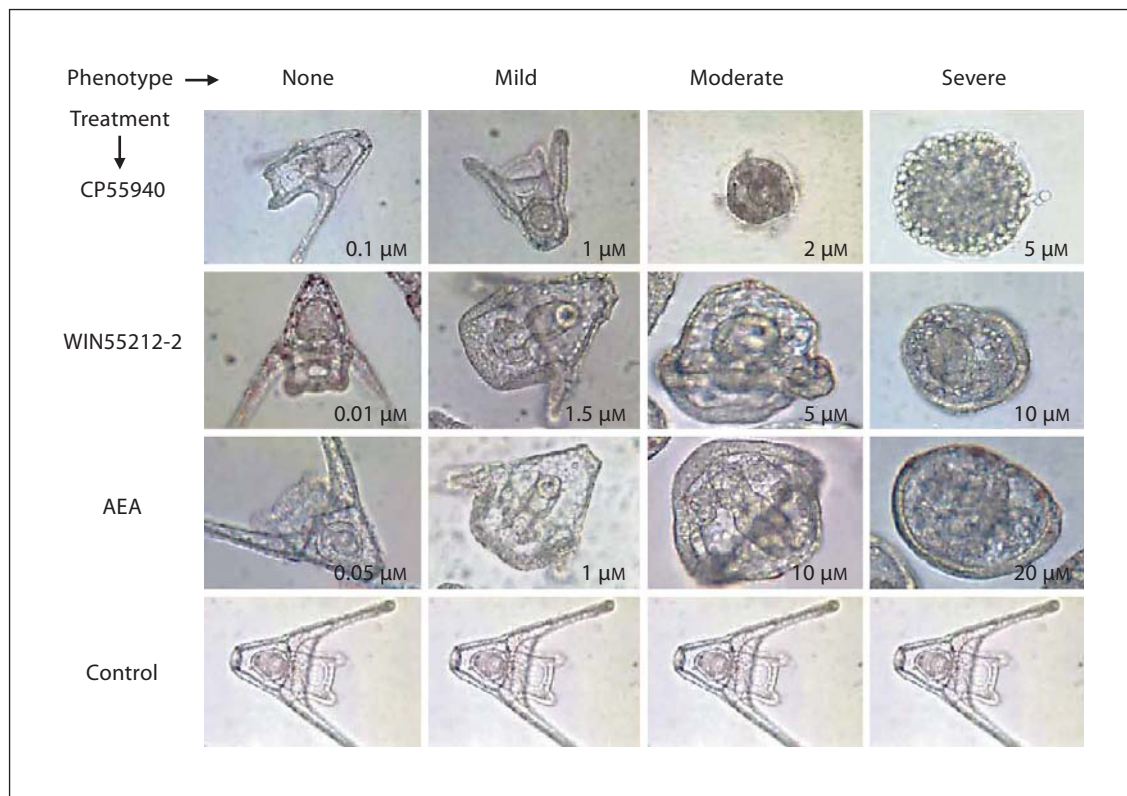 Phenotype → None Mild Moderate Severe
Treatment
↓
CP55940
0.1 μM 1 μM 2 μM 5 μM
WIN55212-2
0.01 μM 1.5 μM 5 μM 10 μM
AEA
0.05 μM 1 μM 10 μM 20 μM
Control